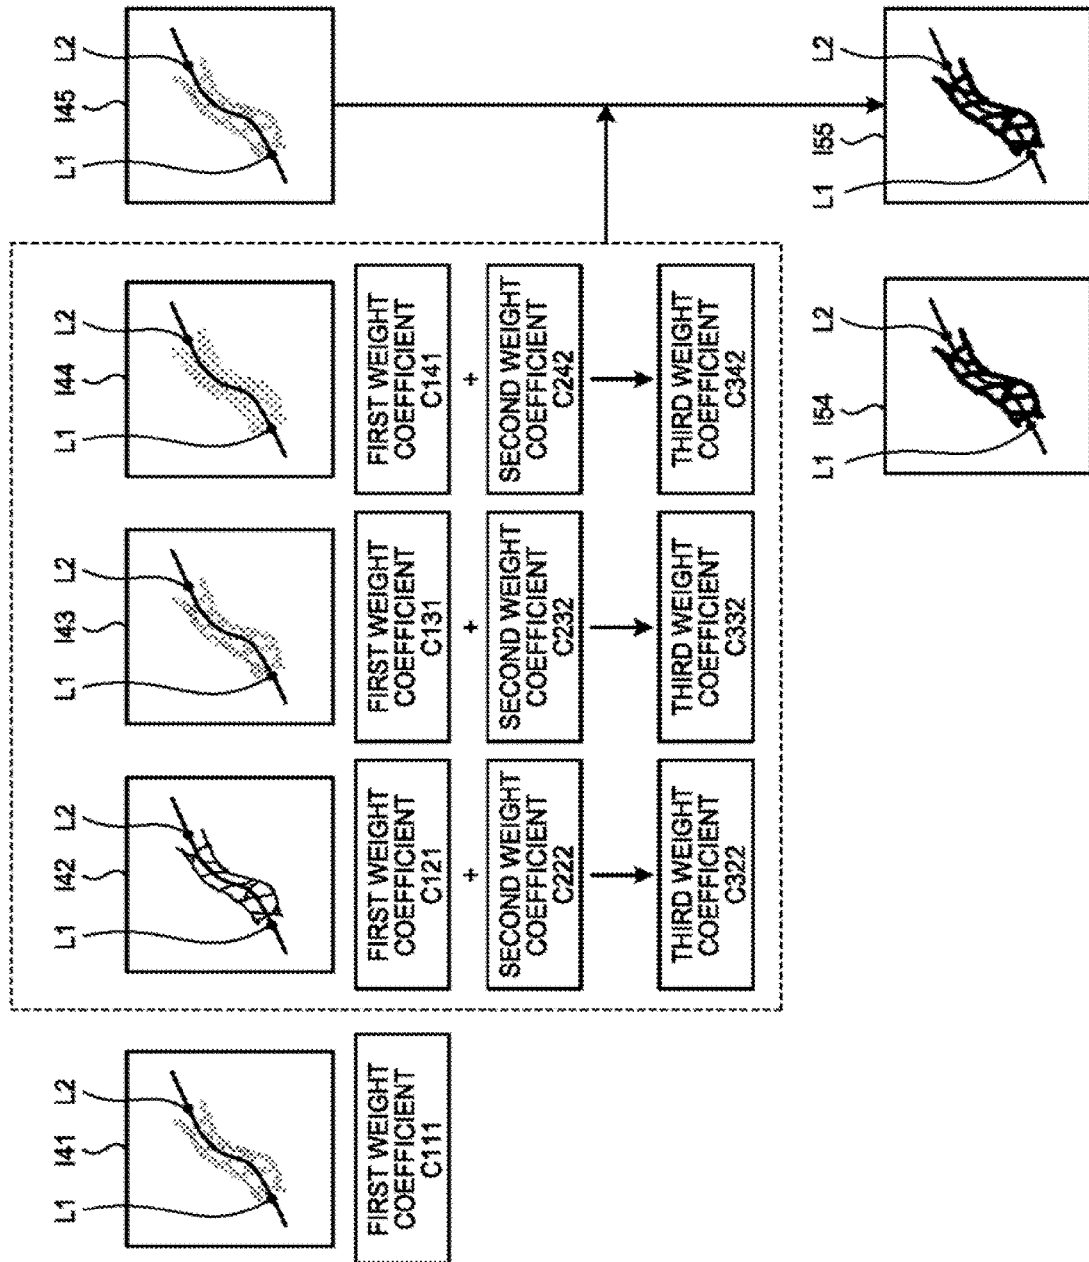 L1 I41 L2
L1 I42 L2
L1 I43 L2
L1 I44 L2
L1 I45 L2
FIRST WEIGHT
COEFFICIENT
C111
FIRST WEIGHT
COEFFICIENT
C121
FIRST WEIGHT
COEFFICIENT
C131
FIRST WEIGHT
COEFFICIENT
C141
+
+
+
SECOND WEIGHT
COEFFICIENT
C222
SECOND WEIGHT
COEFFICIENT
C232
SECOND WEIGHT
COEFFICIENT
C242
THIRD WEIGHT
COEFFICIENT
C322
THIRD WEIGHT
COEFFICIENT
C332
THIRD WEIGHT
COEFFICIENT
C342
L1 I54 L2
L1 I55 L2